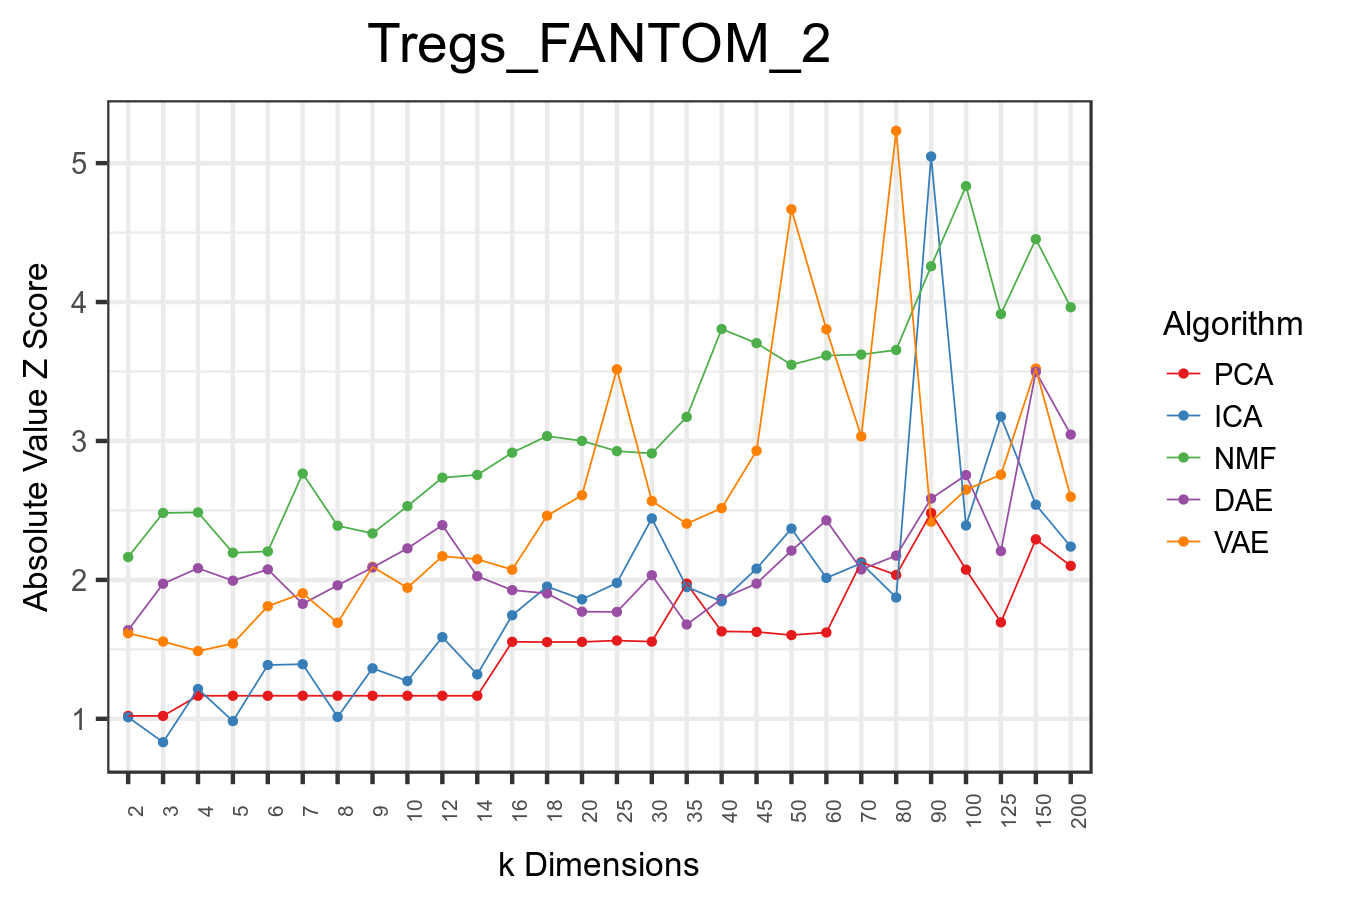 Tregs_FANTOM_2
Absolute Value Z Score
5
4
3
2
1
2 3 4 5 6 7 8 9 10 12 14 16 18 20 25 30 35 40 45 50 60 70 80 90 100 125 150 200
k Dimensions
Algorithm
PCA
ICA
NMF
DAE
VAE